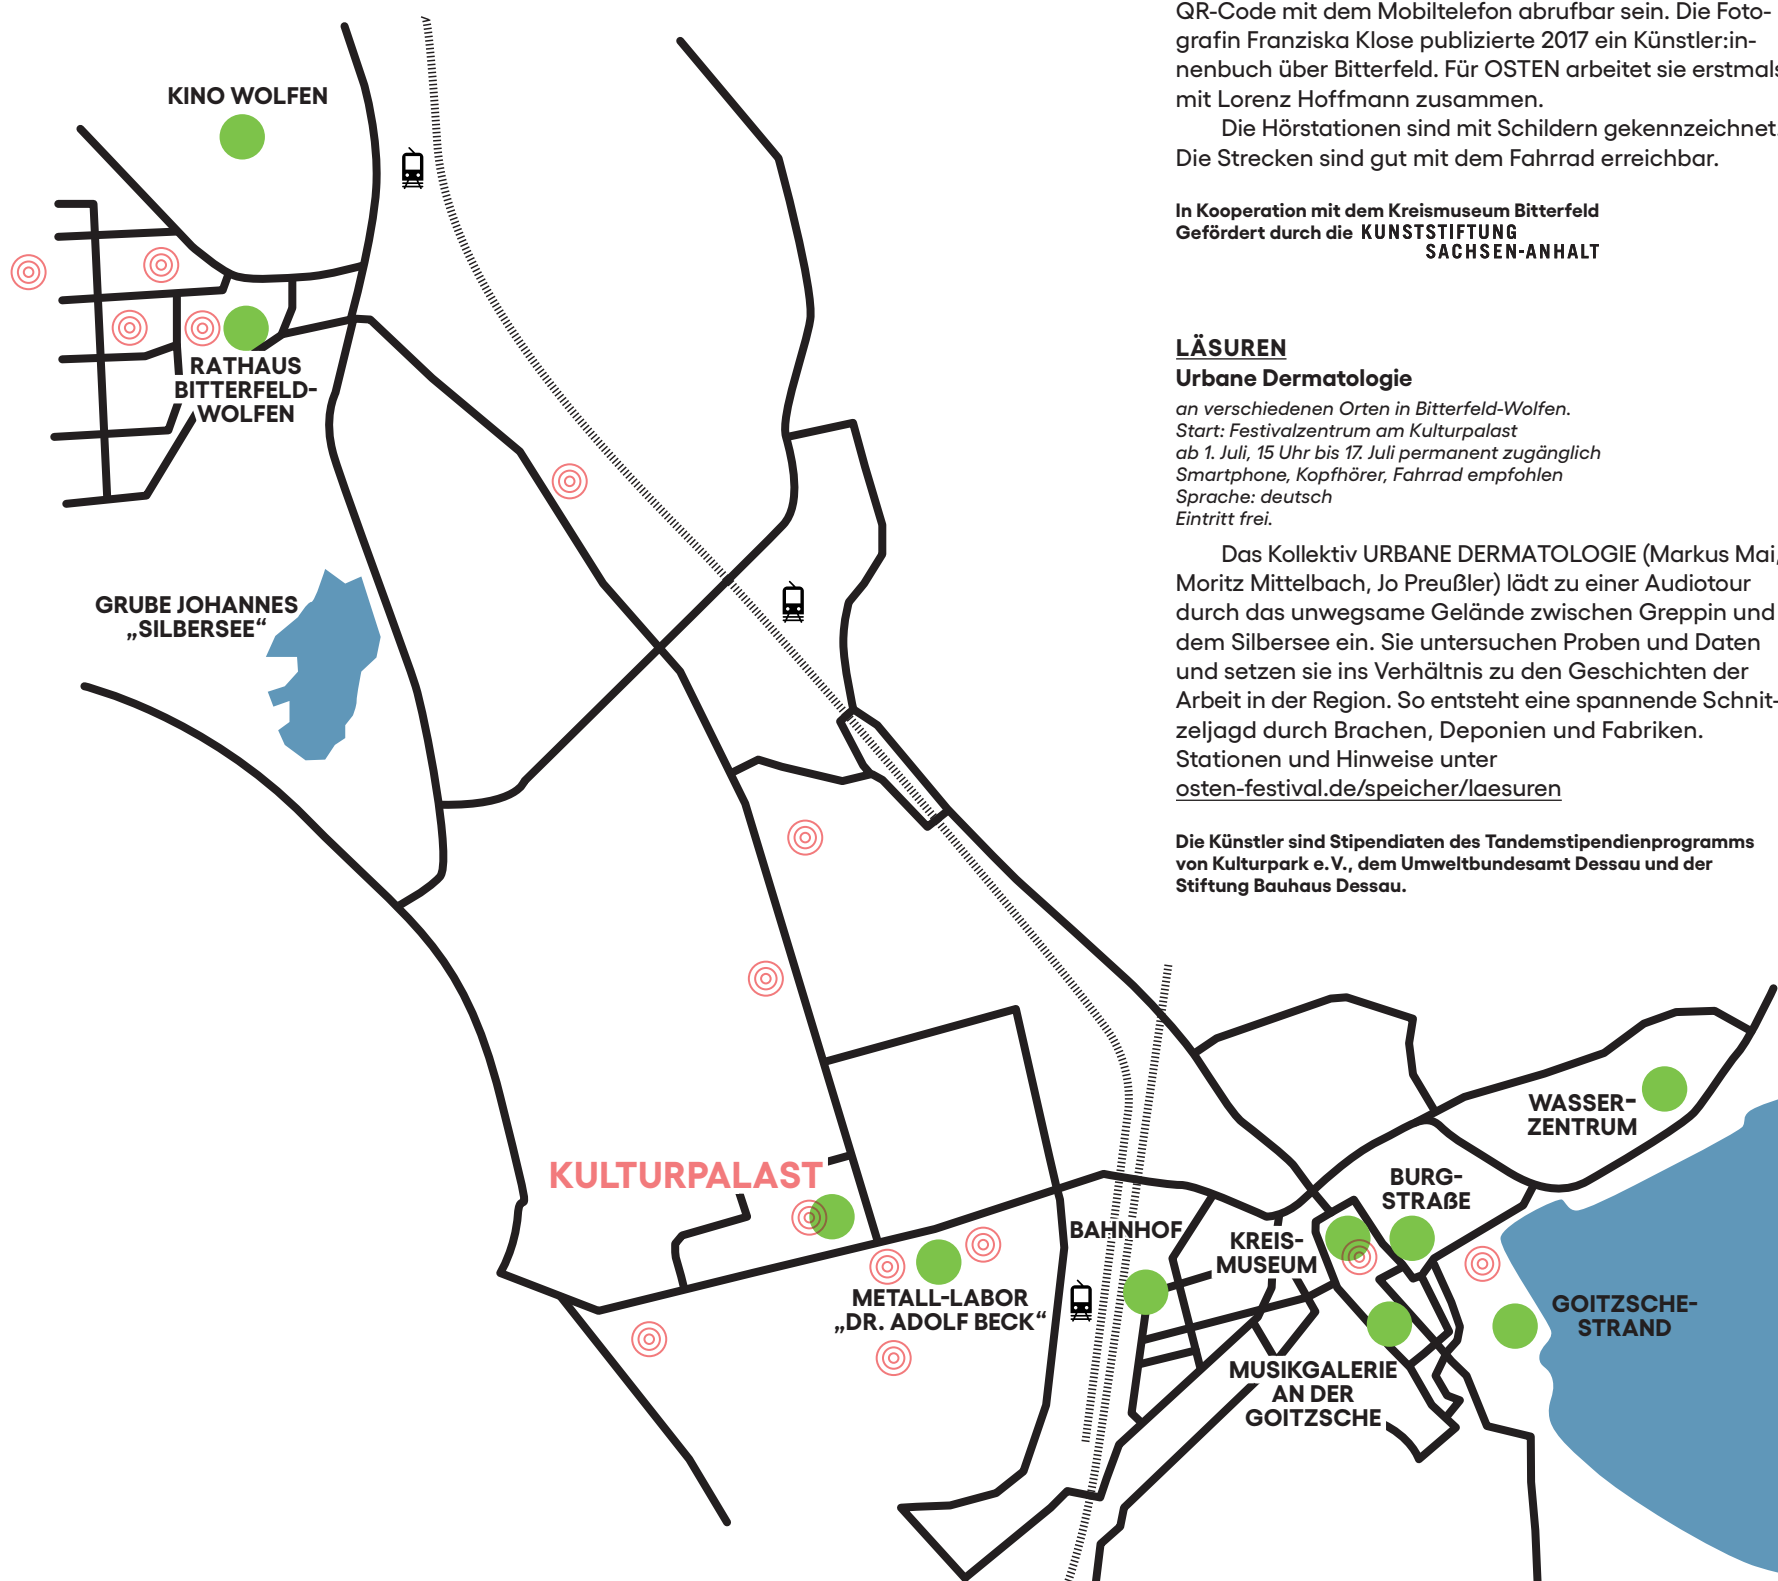 QR-Code mit dem Mobiltelefon abrufbar sein. Die Foto-
grafin Franziska Klose publizierte 2017 ein Künstler:in-
nenbuch über Bitterfeld. Für OSTEN arbeitet sie erstmals
mit Lorenz Hoffmann zusammen.
Die Hörstationen sind mit Schildern gekennzeichnet.
Die Strecken sind gut mit dem Fahrrad erreichbar.
In Kooperation mit dem Kreismuseum Bitterfeld
Gefördert durch die KUNSTSTIFTUNG
SACHSEN-ANHALT
LÄSUREN
Urbane Dermatologie
an verschiedenen Orten in Bitterfeld-Wolfen.
Start: Festivalzentrum am Kulturpalast
ab 1. Juli, 15 Uhr bis 17. Juli permanent zugänglich
Smartphone, Kopfhörer, Fahrrad empfohlen
Sprache: deutsch
Eintritt frei.
Das Kollektiv URBANE DERMATOLOGIE (Markus Mai,
Moritz Mittelbach, Jo Preußler) lädt zu einer Audiotour
durch das unwegsame Gelände zwischen Greppin und
dem Silbersee ein. Sie untersuchen Proben und Daten
und setzen sie ins Verhältnis zu den Geschichten der
Arbeit in der Region. So entsteht eine spannende Schnit-
zeljagd durch Brachen, Deponien und Fabriken.
Stationen und Hinweise unter
osten-festival.de/speicher/laesuren
Die Künstler sind Stipendiaten des Tandemstipendienprogramms
von Kulturpark e.V., dem Umweltbundesamt Dessau und der
Stiftung Bauhaus Dessau.
KINO WOLFEN
RATHAUS
BITTERFELD-
WOLFEN
GRUBE JOHANNES
„SILBERSEE“
KULTURPALAST
METALL-LABOR
„DR. ADOLF BECK“
BAHNHOF
KREIS-
MUSEUM
BURG-
STRAßE
WASSER-
ZENTRUM
GOITZSCHE-
STRAND
MUSIKGALERIE
AN DER
GOITZSCHE